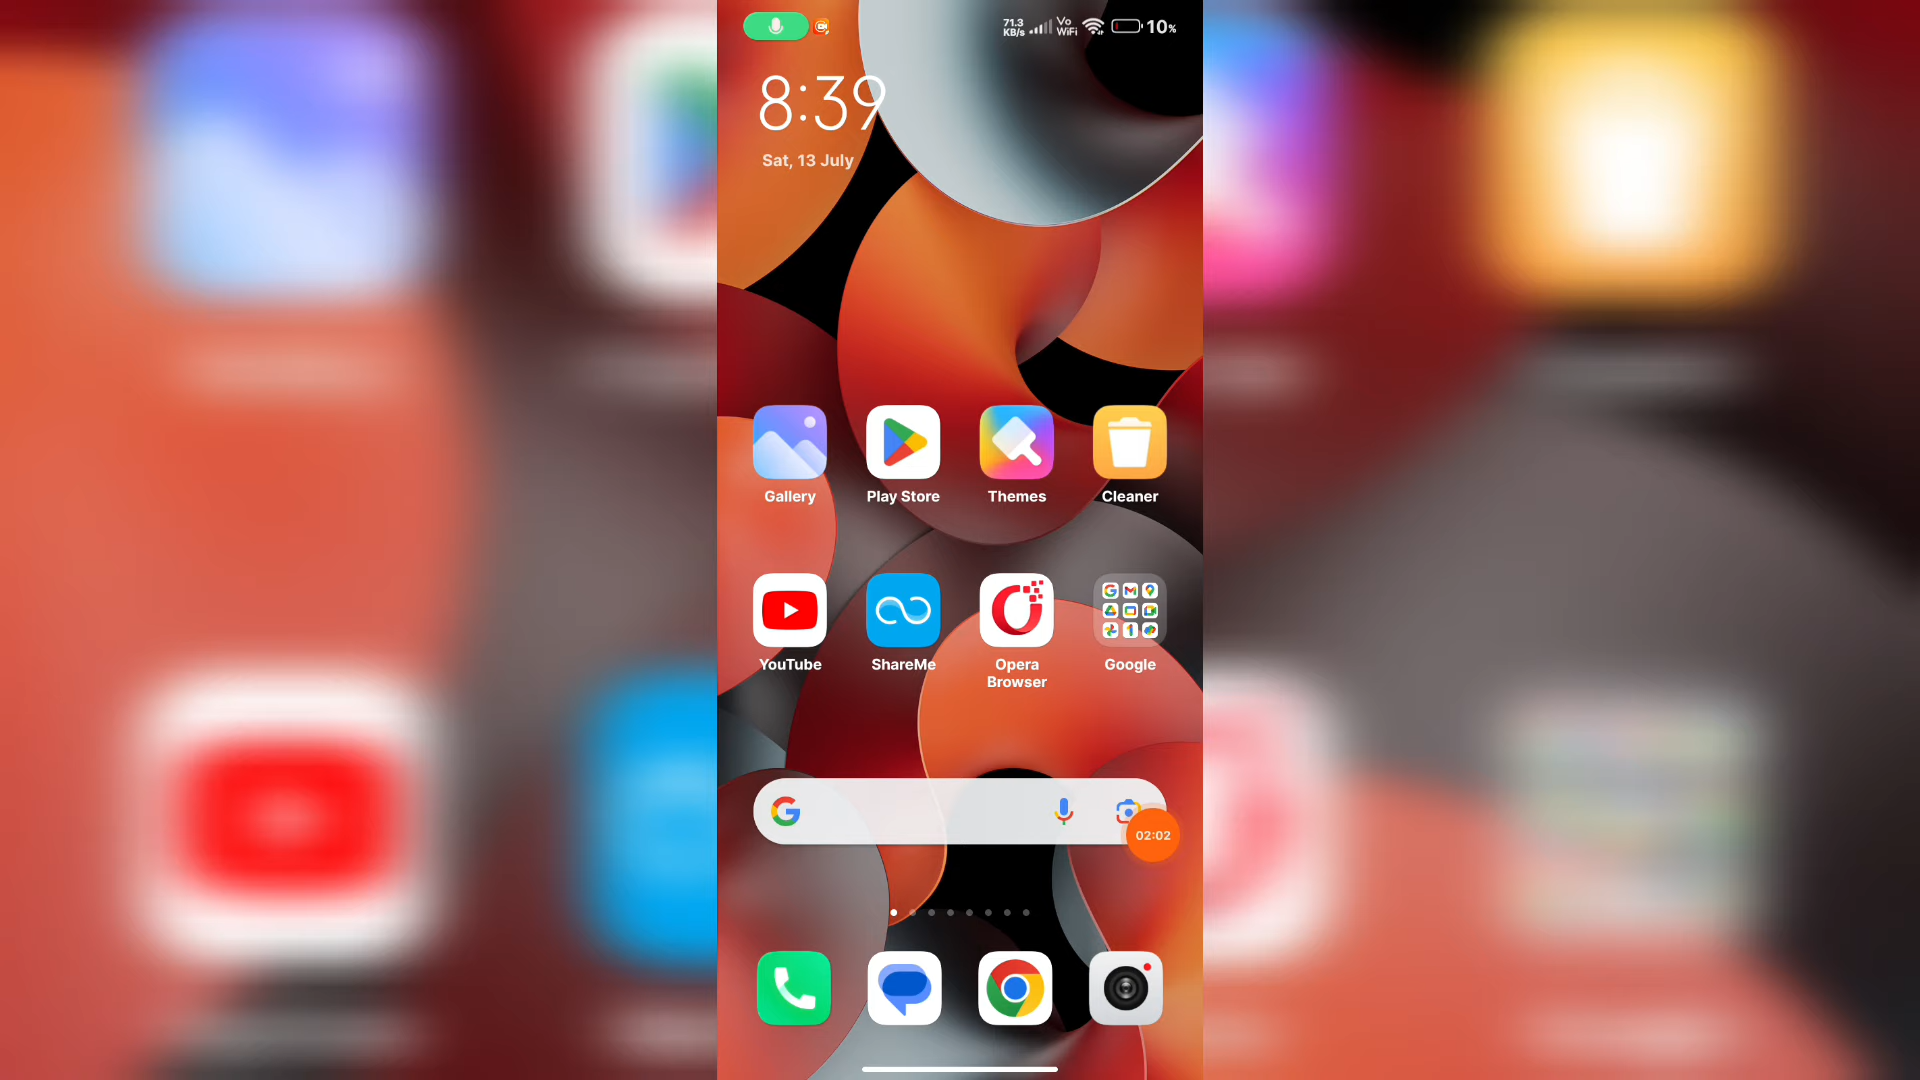 71.3
KB/s
Vo
WiFi
10%
8:39
Sat, 13 July
Gallery
Play Store
Themes
Cleaner
YouTube
ShareMe
Opera
Browser
Google
02:02